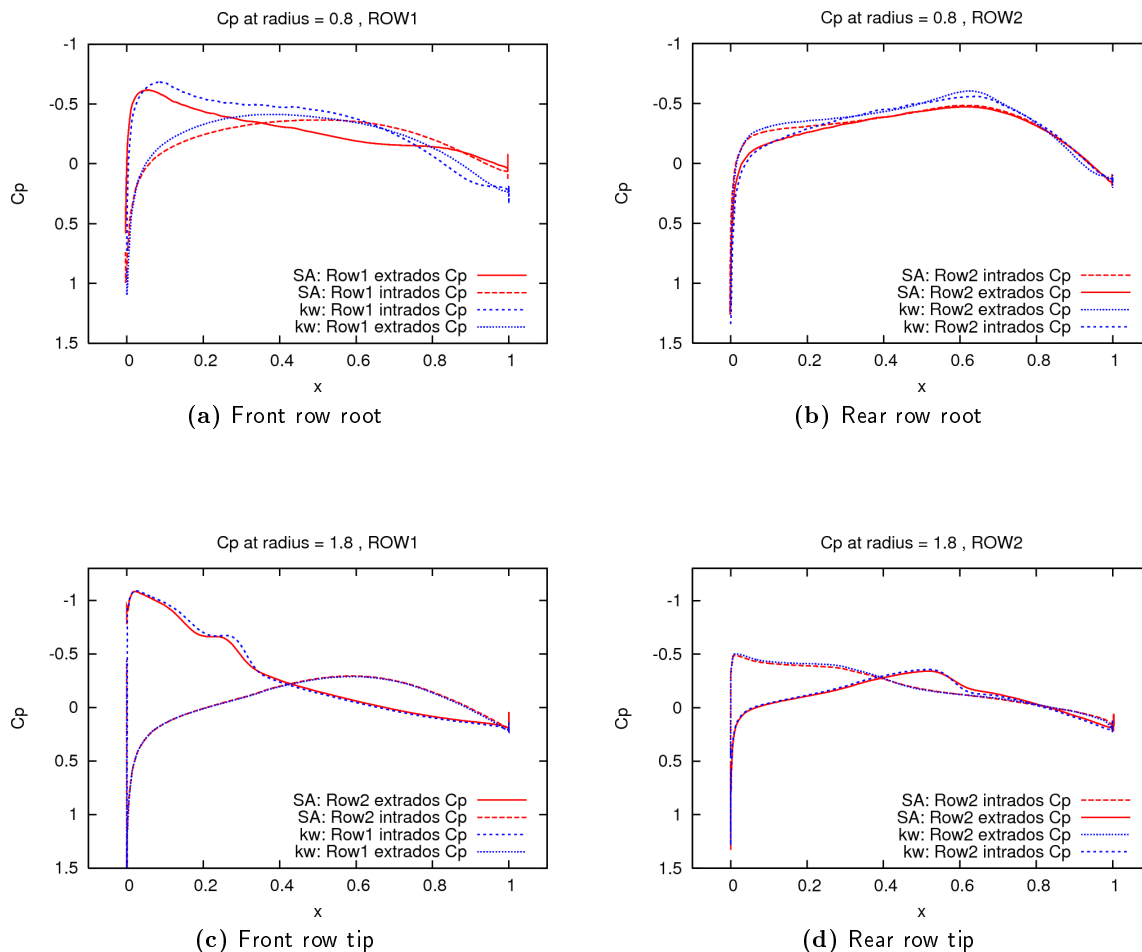 Cp at radius = 0.8 , ROW1
-1
-0.5
0
0.5
1
1.5
Cp
SA: Row1 extrados Cp
SA: Row1 intrados Cp
kw: Row1 intrados Cp
kw: Row1 extrados Cp
0 0.2 0.4 0.6 0.8 1
x
(a) Front row root
Cp at radius = 0.8 , ROW2
-1
-0.5
0
0.5
1
1.5
Cp
SA: Row2 intrados Cp
SA: Row2 extrados Cp
kw: Row2 extrados Cp
kw: Row2 intrados Cp
0 0.2 0.4 0.6 0.8 1
x
(b) Rear row root
Cp at radius = 1.8 , ROW1
-1
-0.5
0
0.5
1
1.5
Cp
SA: Row2 extrados Cp
SA: Row2 intrados Cp
kw: Row1 intrados Cp
kw: Row1 extrados Cp
0 0.2 0.4 0.6 0.8 1
x
(c) Front row tip
Cp at radius = 1.8 , ROW2
-1
-0.5
0
0.5
1
1.5
Cp
SA: Row2 intrados Cp
SA: Row2 extrados Cp
kw: Row2 extrados Cp
kw: Row2 intrados Cp
0 0.2 0.4 0.6 0.8 1
x
(d) Rear row tip